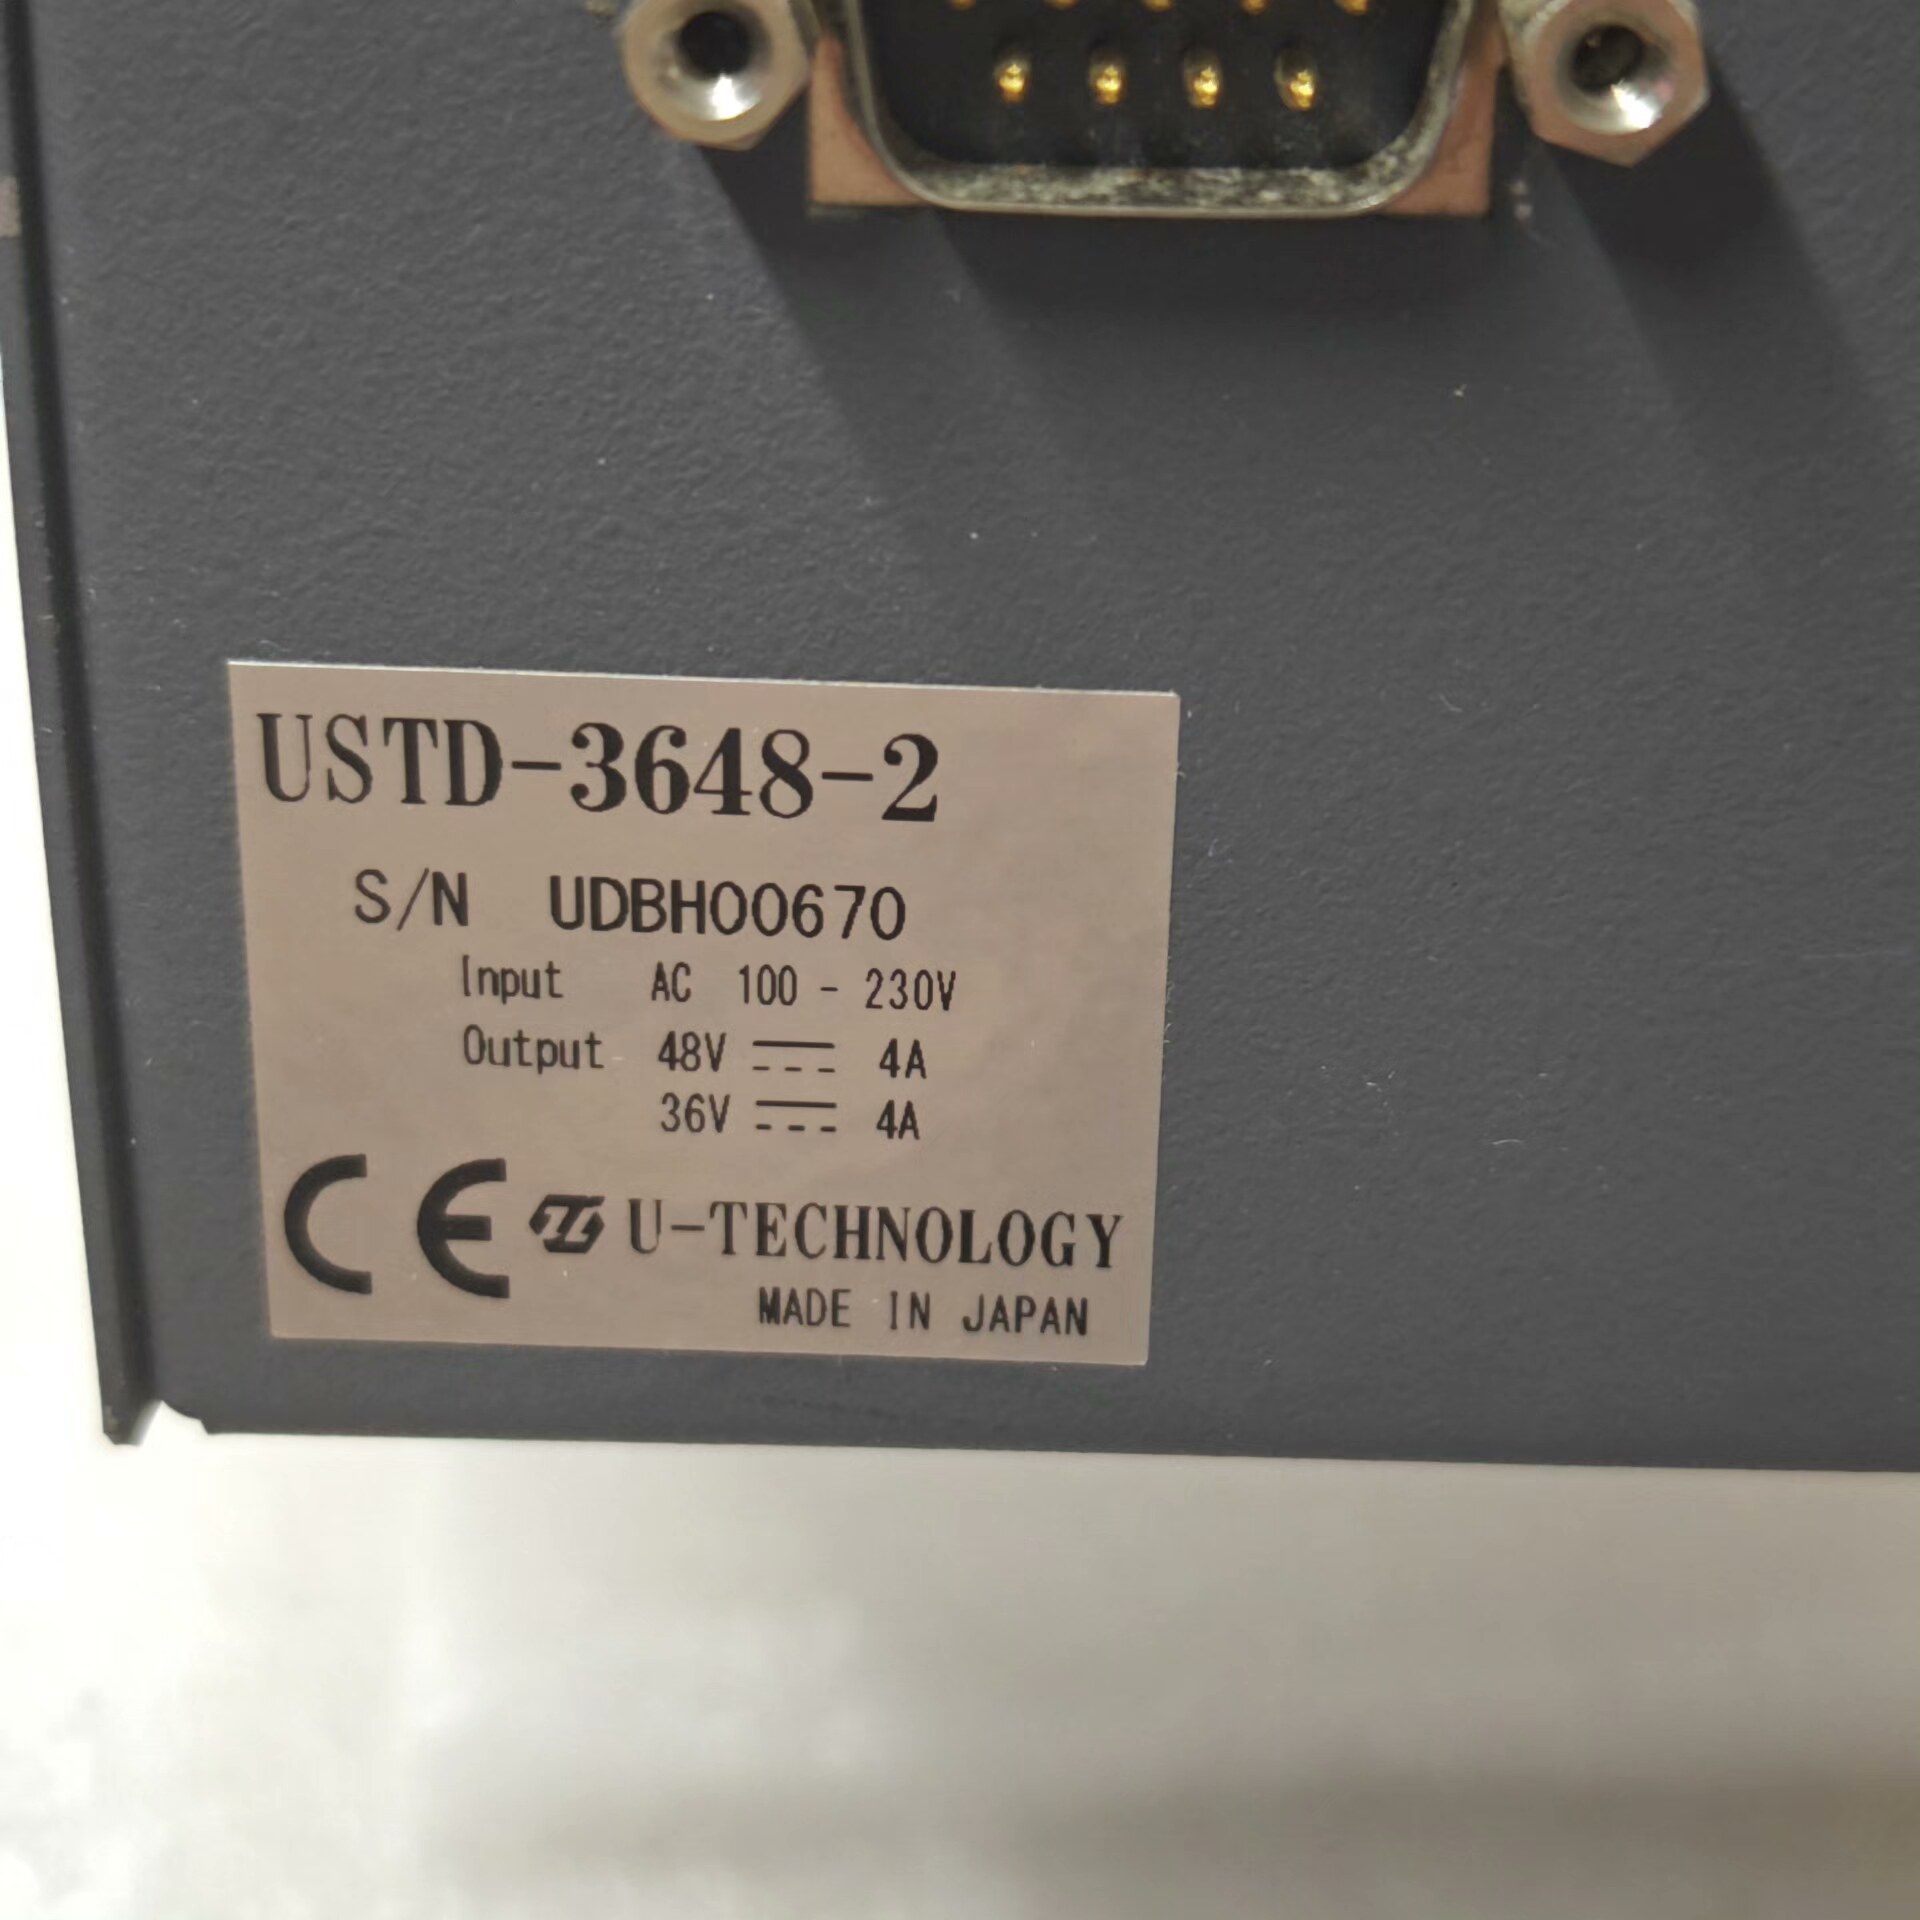 USTD-3648-2
S/N UDBH00670
Input AC 100 - 230V
Output 48V ⎓ 4A
36V ⎓ 4A
CE U-TECHNOLOGY
MADE IN JAPAN